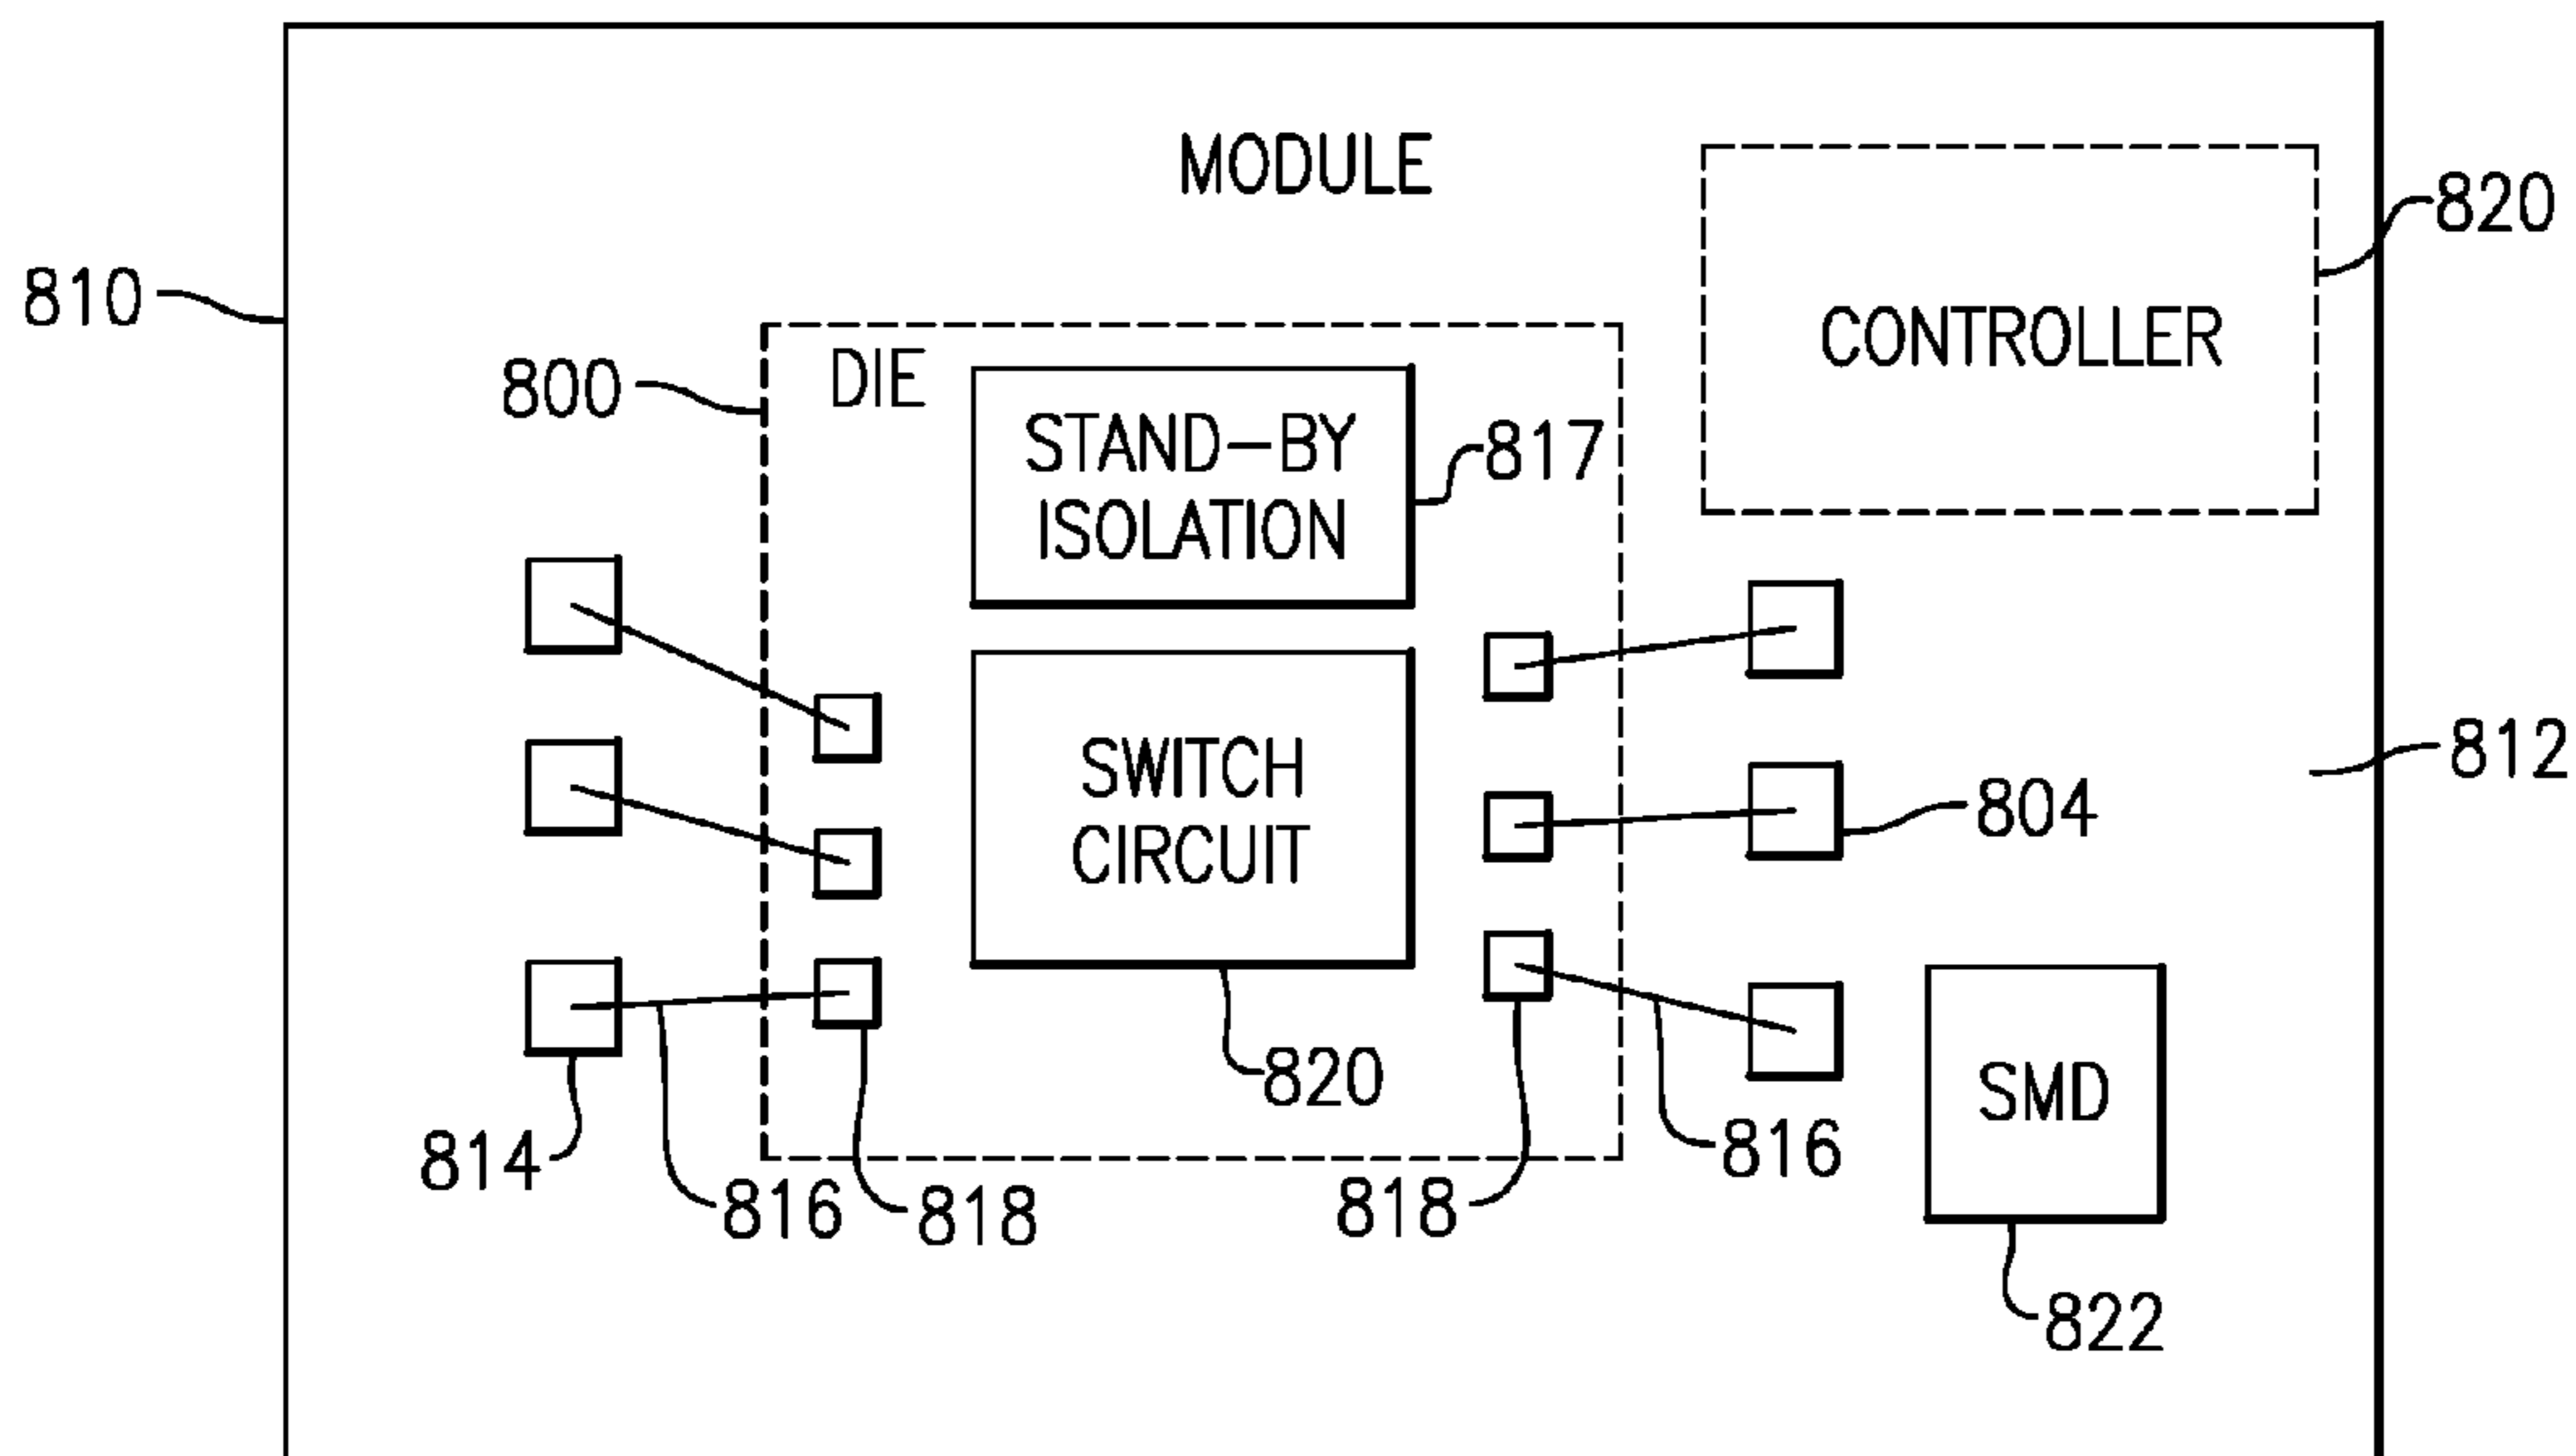 MODULE
820
CONTROLLER
810
800
DIE
STAND-BY
ISOLATION
817
SWITCH
CIRCUIT
812
804
820
SMD
814
816
818
818
816
822